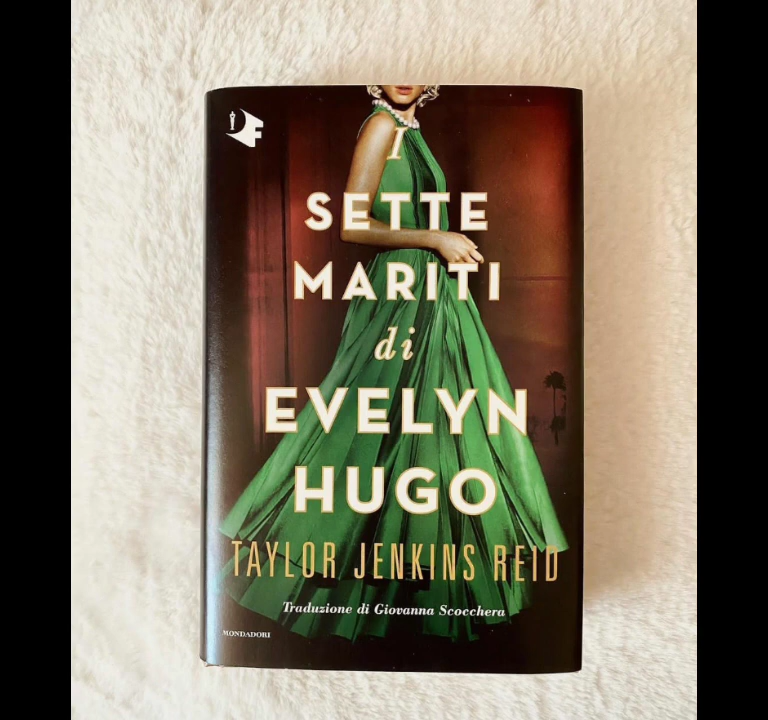 I
SETTE
MARITI
di
EVELYN
HUGO
TAYLOR JENKINS REID
Traduzione di Giovanna Scocchera
MONDADORI